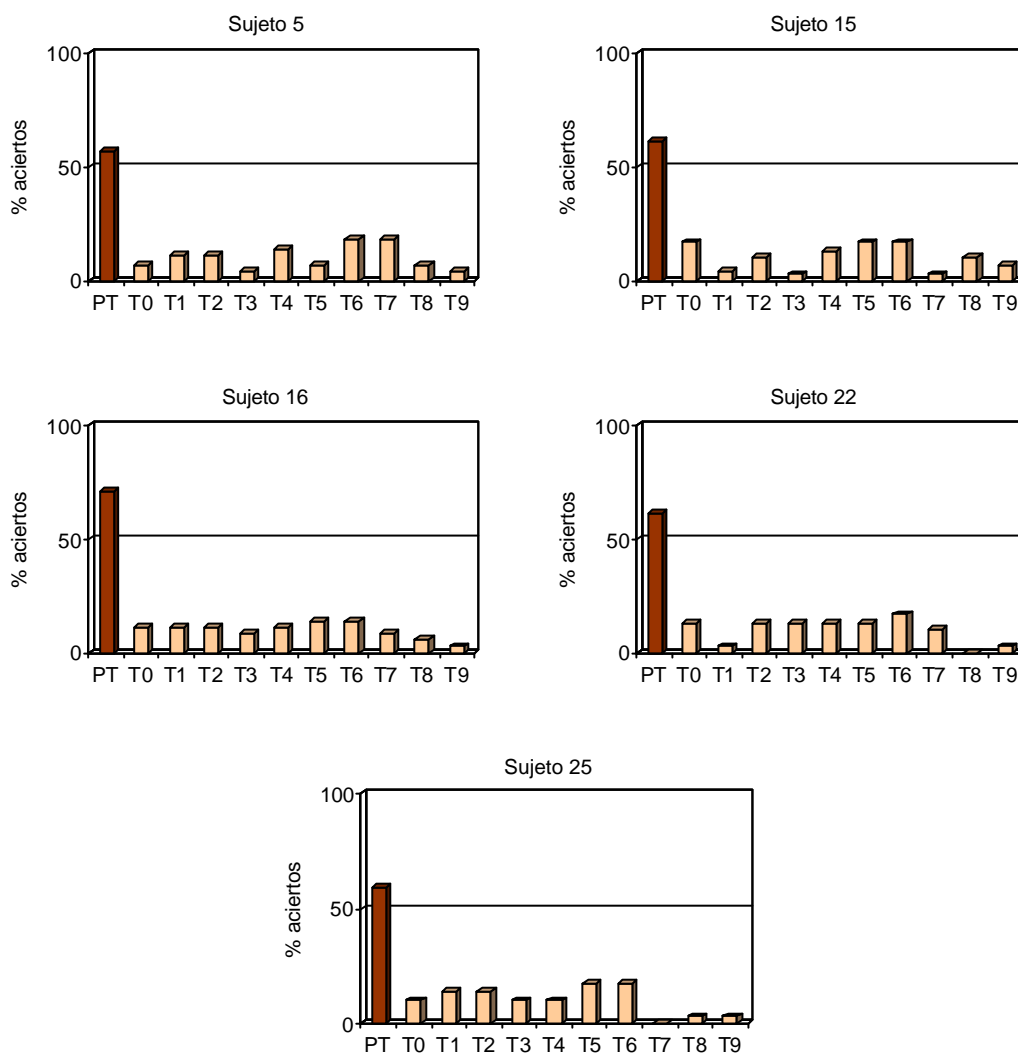 Sujeto 5
100
50
0
% aciertos
PT T0 T1 T2 T3 T4 T5 T6 T7 T8 T9
Sujeto 15
100
50
0
% aciertos
PT T0 T1 T2 T3 T4 T5 T6 T7 T8 T9
Sujeto 16
100
50
0
% aciertos
PT T0 T1 T2 T3 T4 T5 T6 T7 T8 T9
Sujeto 22
100
50
0
% aciertos
PT T0 T1 T2 T3 T4 T5 T6 T7 T8 T9
Sujeto 25
100
50
0
% aciertos
PT T0 T1 T2 T3 T4 T5 T6 T7 T8 T9